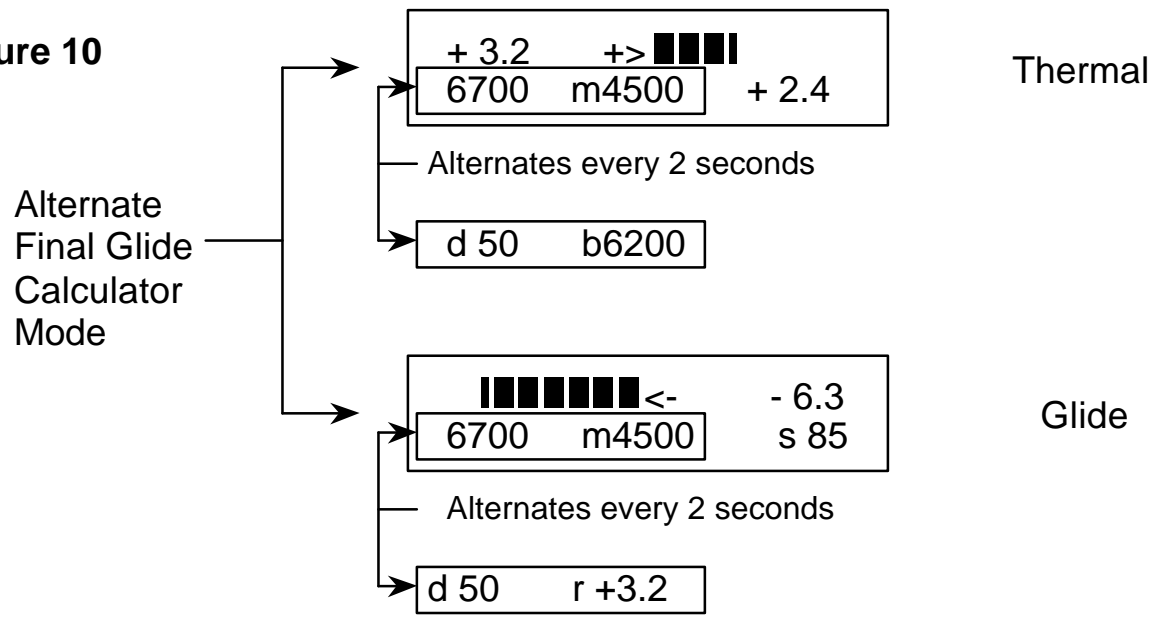 ure 10
+ 3.2 +>
6700 m4500 + 2.4
Thermal
Alternates every 2 seconds
d 50 b6200
Alternate
Final Glide
Calculator
Mode
<- - 6.3
6700 m4500 s 85
Glide
Alternates every 2 seconds
d 50 r +3.2